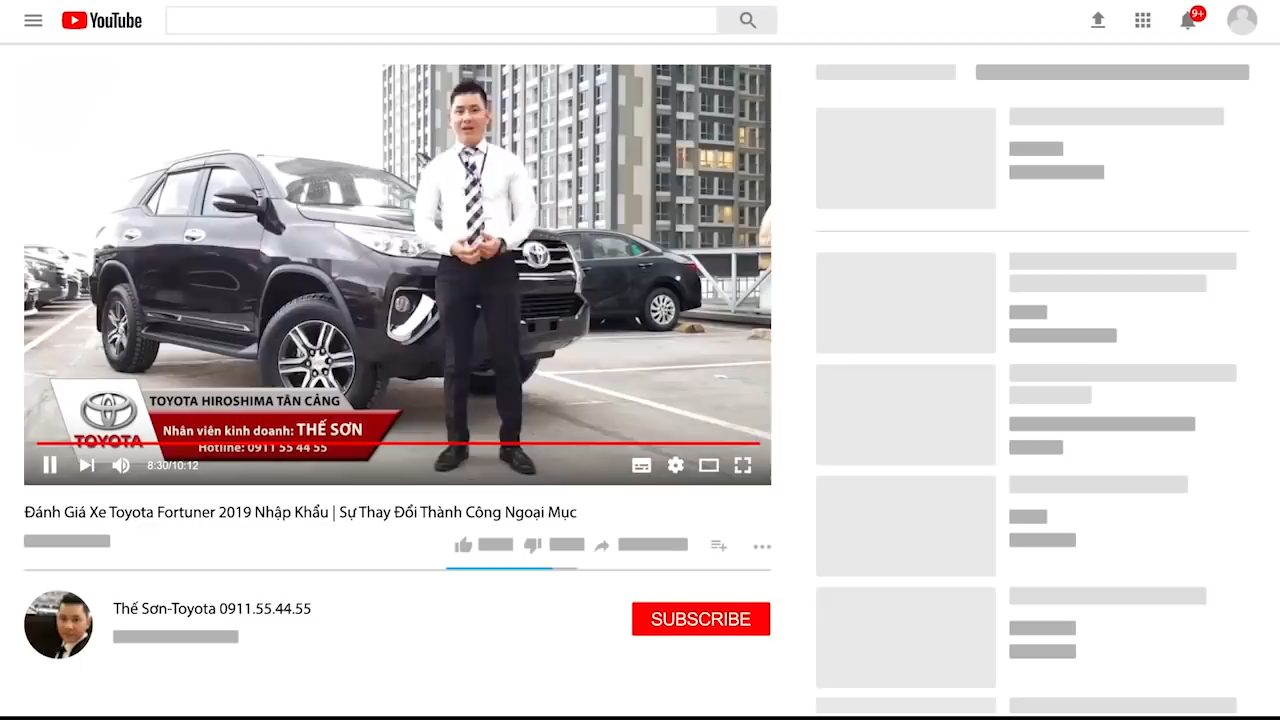 YouTube
9+
TOYOTA HIROSHIMA TÂN CẢNG
Nhân viên kinh doanh: THẾ SƠN
TOYOTA
Hotline: 0911 55 44 55
8:30/10:12
Đánh Giá Xe Toyota Fortuner 2019 Nhập Khẩu | Sự Thay Đổi Thành Công Ngoại Mục
Thế Sơn-Toyota 0911.55.44.55
SUBSCRIBE